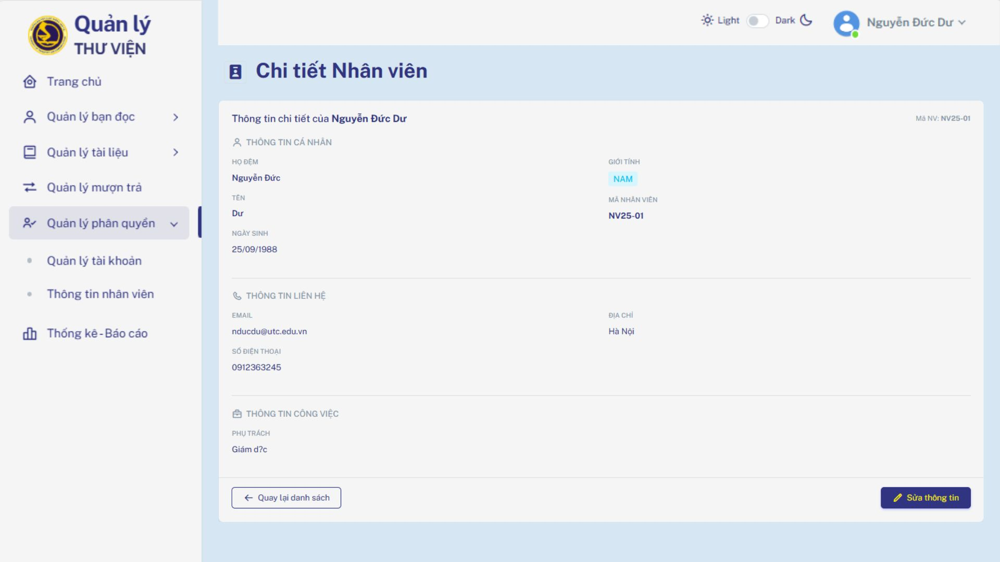 Quản lý
THƯ VIỆN
Trang chủ
Quản lý bạn đọc
Quản lý tài liệu
Quản lý mượn trả
Quản lý phân quyền
Quản lý tài khoản
Thông tin nhân viên
Thống kê - Báo cáo
Light Dark
Nguyễn Đức Dư
Chi tiết Nhân viên
Thông tin chi tiết của Nguyễn Đức Dư
Mã NV: NV25-01
THÔNG TIN CÁ NHÂN
HỌ ĐỆM
Nguyễn Đức
TÊN
Dư
NGÀY SINH
25/09/1988
GIỚI TÍNH
NAM
MÃ NHÂN VIÊN
NV25-01
THÔNG TIN LIÊN HỆ
EMAIL
nducdu@utc.edu.vn
SỐ ĐIỆN THOẠI
0912363245
ĐỊA CHỈ
Hà Nội
THÔNG TIN CÔNG VIỆC
PHỤ TRÁCH
Giám d?c
Quay lại danh sách
Sửa thông tin